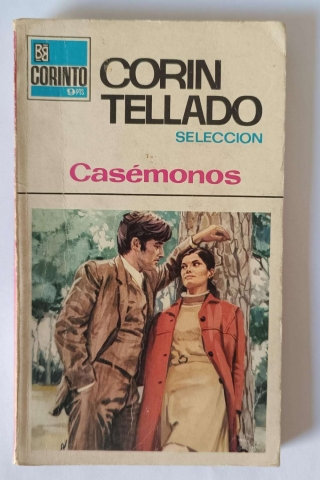 CORINTO
9 PTS
CORIN
TELLADO
SELECCION
Casémonos